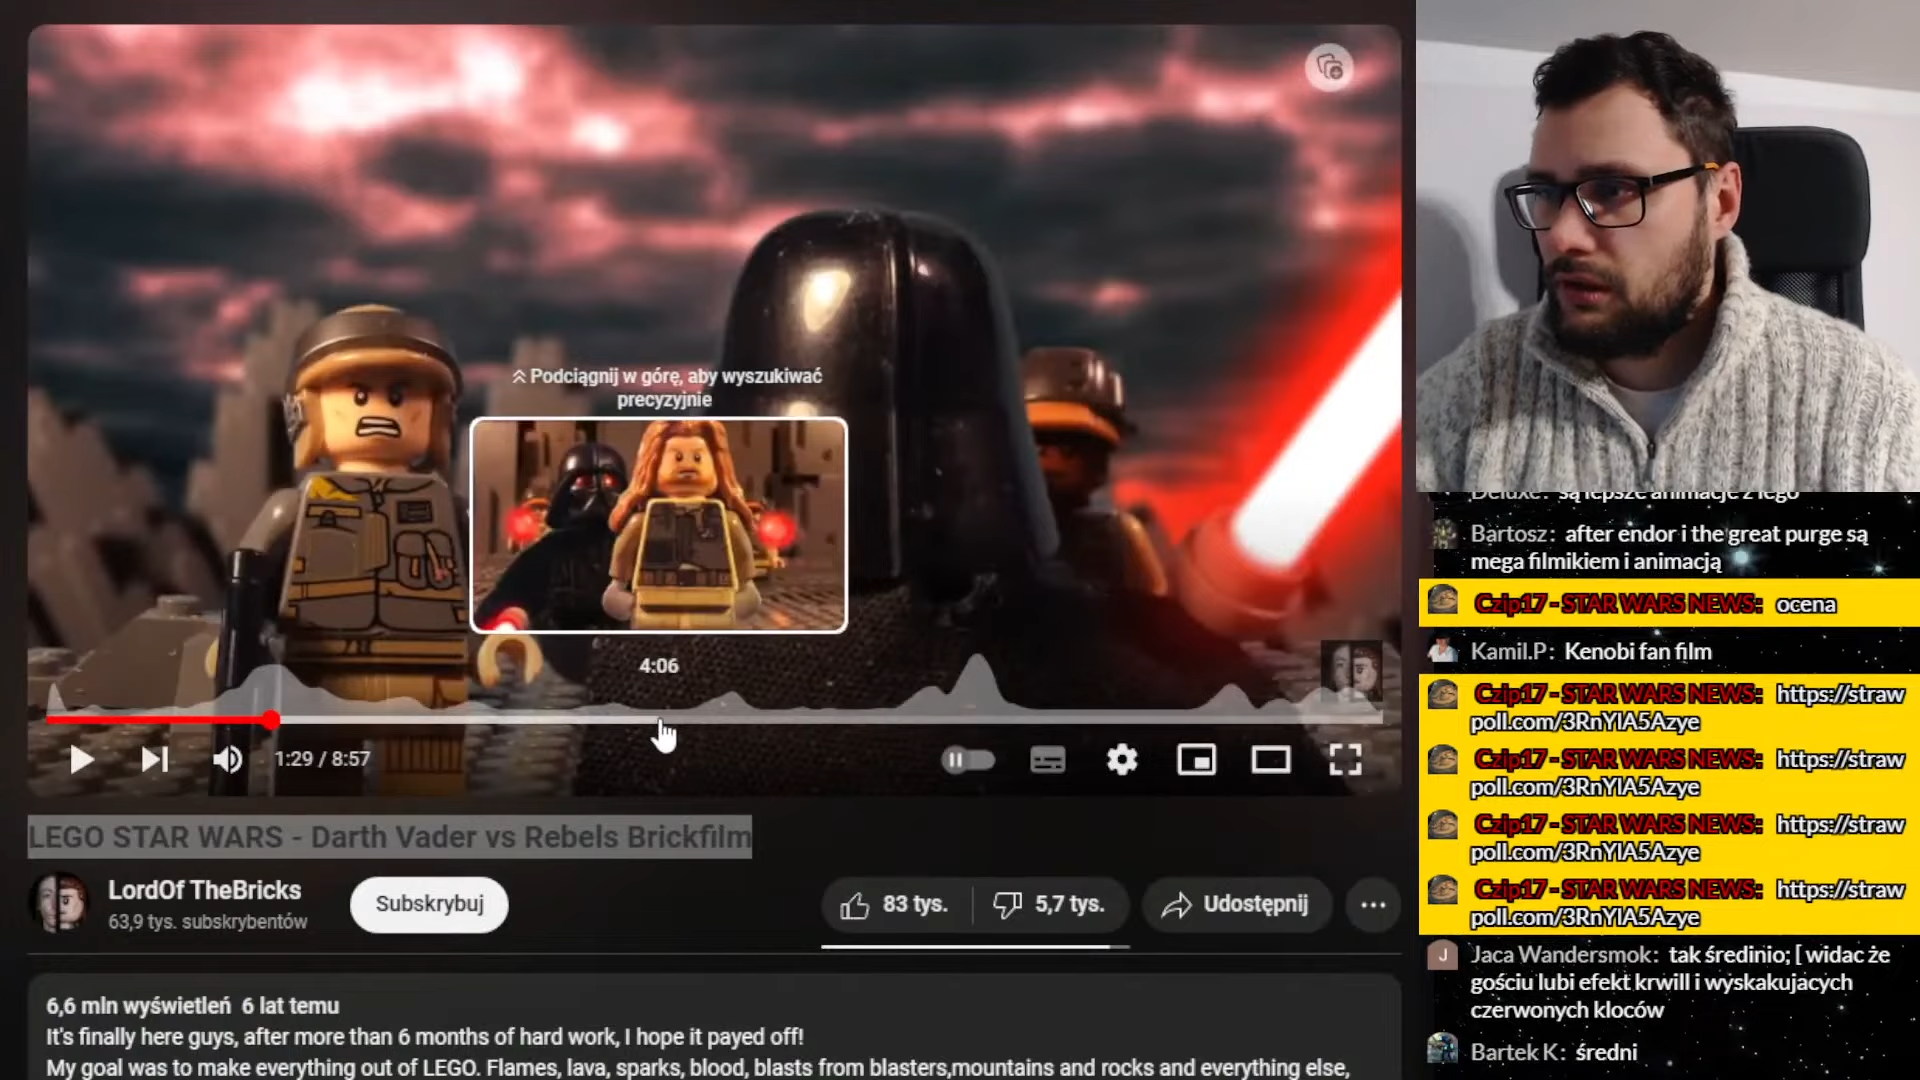 Podciągnij w górę, aby wyszukiwać
precyzyjnie
4:06
1:29 / 8:57
LEGO STAR WARS - Darth Vader vs Rebels Brickfilm
LordOf TheBricks
63,9 tys. subskrybentów
Subskrybuj
83 tys.
5,7 tys.
Udostępnij
6,6 mln wyświetleń 6 lat temu
It's finally here guys, after more than 6 months of hard work, I hope it payed off!
My goal was to make everything out of LEGO. Flames, lava, sparks, blood, blasts from blasters,mountains and rocks and everything else,
Deluxe: są lepsze animacje z lego
Bartosz: after endor i the great purge są
mega filmikiem i animacją
Czip17 - STAR WARS NEWS: ocena
Kamil.P: Kenobi fan film
Czip17 - STAR WARS NEWS: https://straw
poll.com/3RnYlA5Azye
Czip17 - STAR WARS NEWS: https://straw
poll.com/3RnYlA5Azye
Czip17 - STAR WARS NEWS: https://straw
poll.com/3RnYlA5Azye
Czip17 - STAR WARS NEWS: https://straw
poll.com/3RnYlA5Azye
J
Jaca Wandersmok: tak średinio; [ widac że
gościu lubi efekt krwill i wyskakujacych
czerwonych kloców
Bartek K: średni